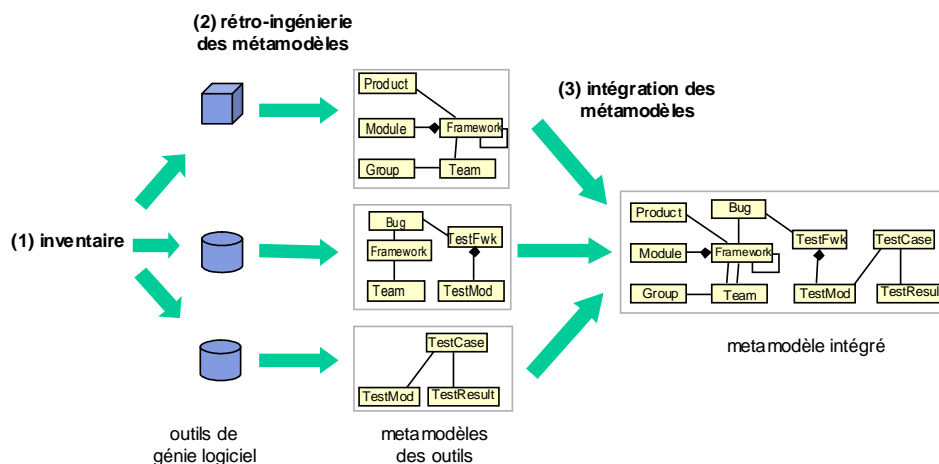 (2) rétro-ingénierie
des métamodèles
(3) intégration des
métamodèles
(1) inventaire
Product
Module
Framework
Group
Team
Bug
TestFwk
Framework
Team
TestMod
TestCase
TestMod
TestResult
Product
Bug
TestFwk
TestCase
Module
Framework
Group
Team
TestMod
TestResult
metamodèle intégré
outils de
génie logiciel
metamodèles
des outils